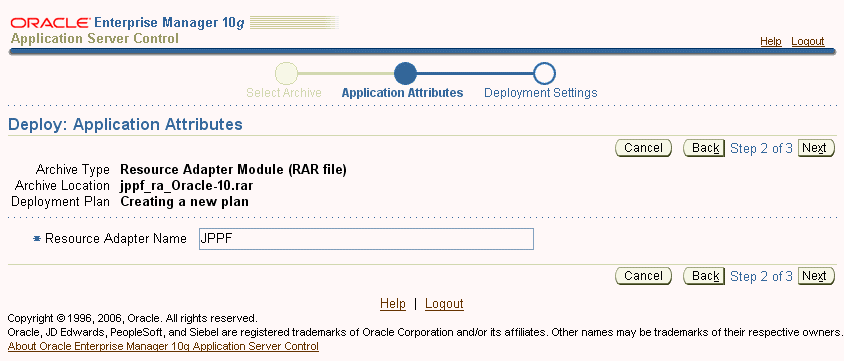 ORACLE Enterprise Manager 10g
Application Server Control
Help Logout
Select Archive Application Attributes Deployment Settings
Deploy: Application Attributes
Cancel Back Step 2 of 3 Next
Archive Type Resource Adapter Module (RAR file)
Archive Location jppf_ra_Oracle-10.rar
Deployment Plan Creating a new plan
* Resource Adapter Name JPPF
Cancel Back Step 2 of 3 Next
Help | Logout
Copyright © 1996, 2006, Oracle. All rights reserved.
Oracle, JD Edwards, PeopleSoft, and Siebel are registered trademarks of Oracle Corporation and/or its affiliates. Other names may be trademarks of their respective owners.
About Oracle Enterprise Manager 10g Application Server Control